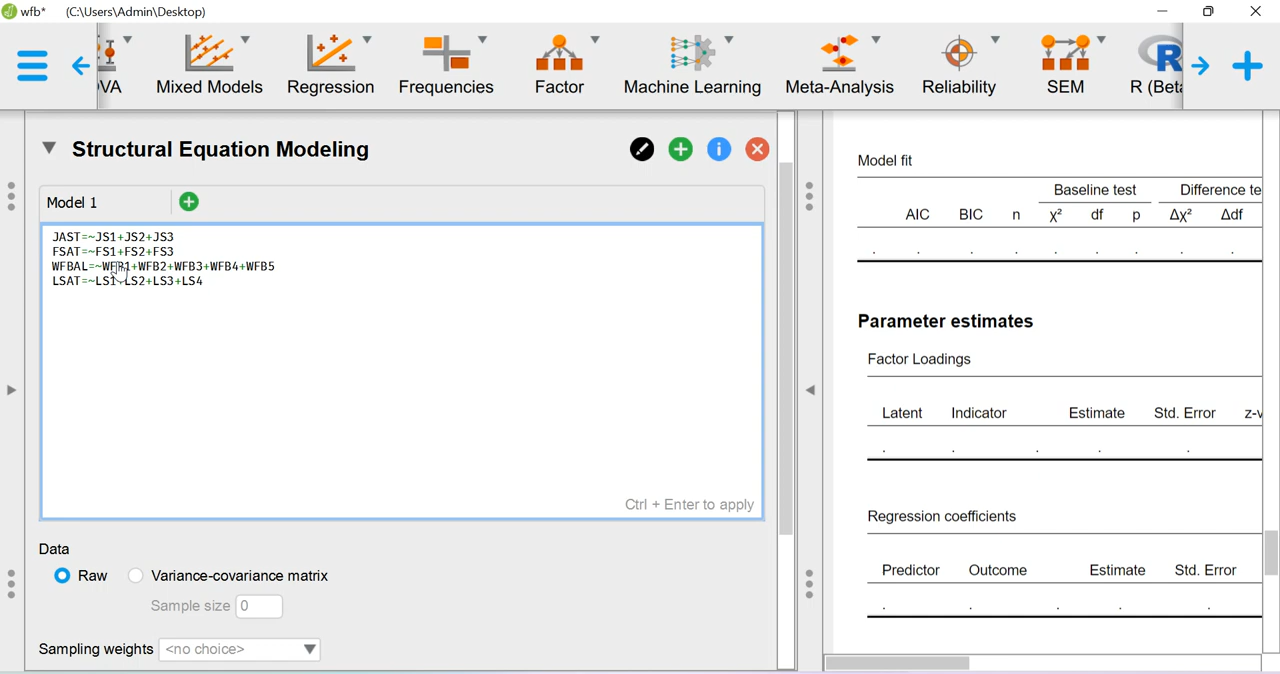 wfb* (C:\Users\Admin\Desktop)
VA Mixed Models Regression Frequencies Factor Machine Learning Meta-Analysis Reliability SEM R (Beta
Structural Equation Modeling
Model 1
JAST=~JS1+JS2+JS3
FSAT=~FS1+FS2+FS3
WFBAL=~WFB1+WFB2+WFB3+WFB4+WFB5
LSAT=~LS1+LS2+LS3+LS4
Ctrl + Enter to apply
Data
Raw Variance-covariance matrix
Sample size 0
Sampling weights <no choice>
Model fit
Baseline test Difference te
AIC BIC n χ² df p Δχ² Δdf
. . . . . . . .
Parameter estimates
Factor Loadings
Latent Indicator Estimate Std. Error z-v
. . . . .
Regression coefficients
Predictor Outcome Estimate Std. Error
. . . . .